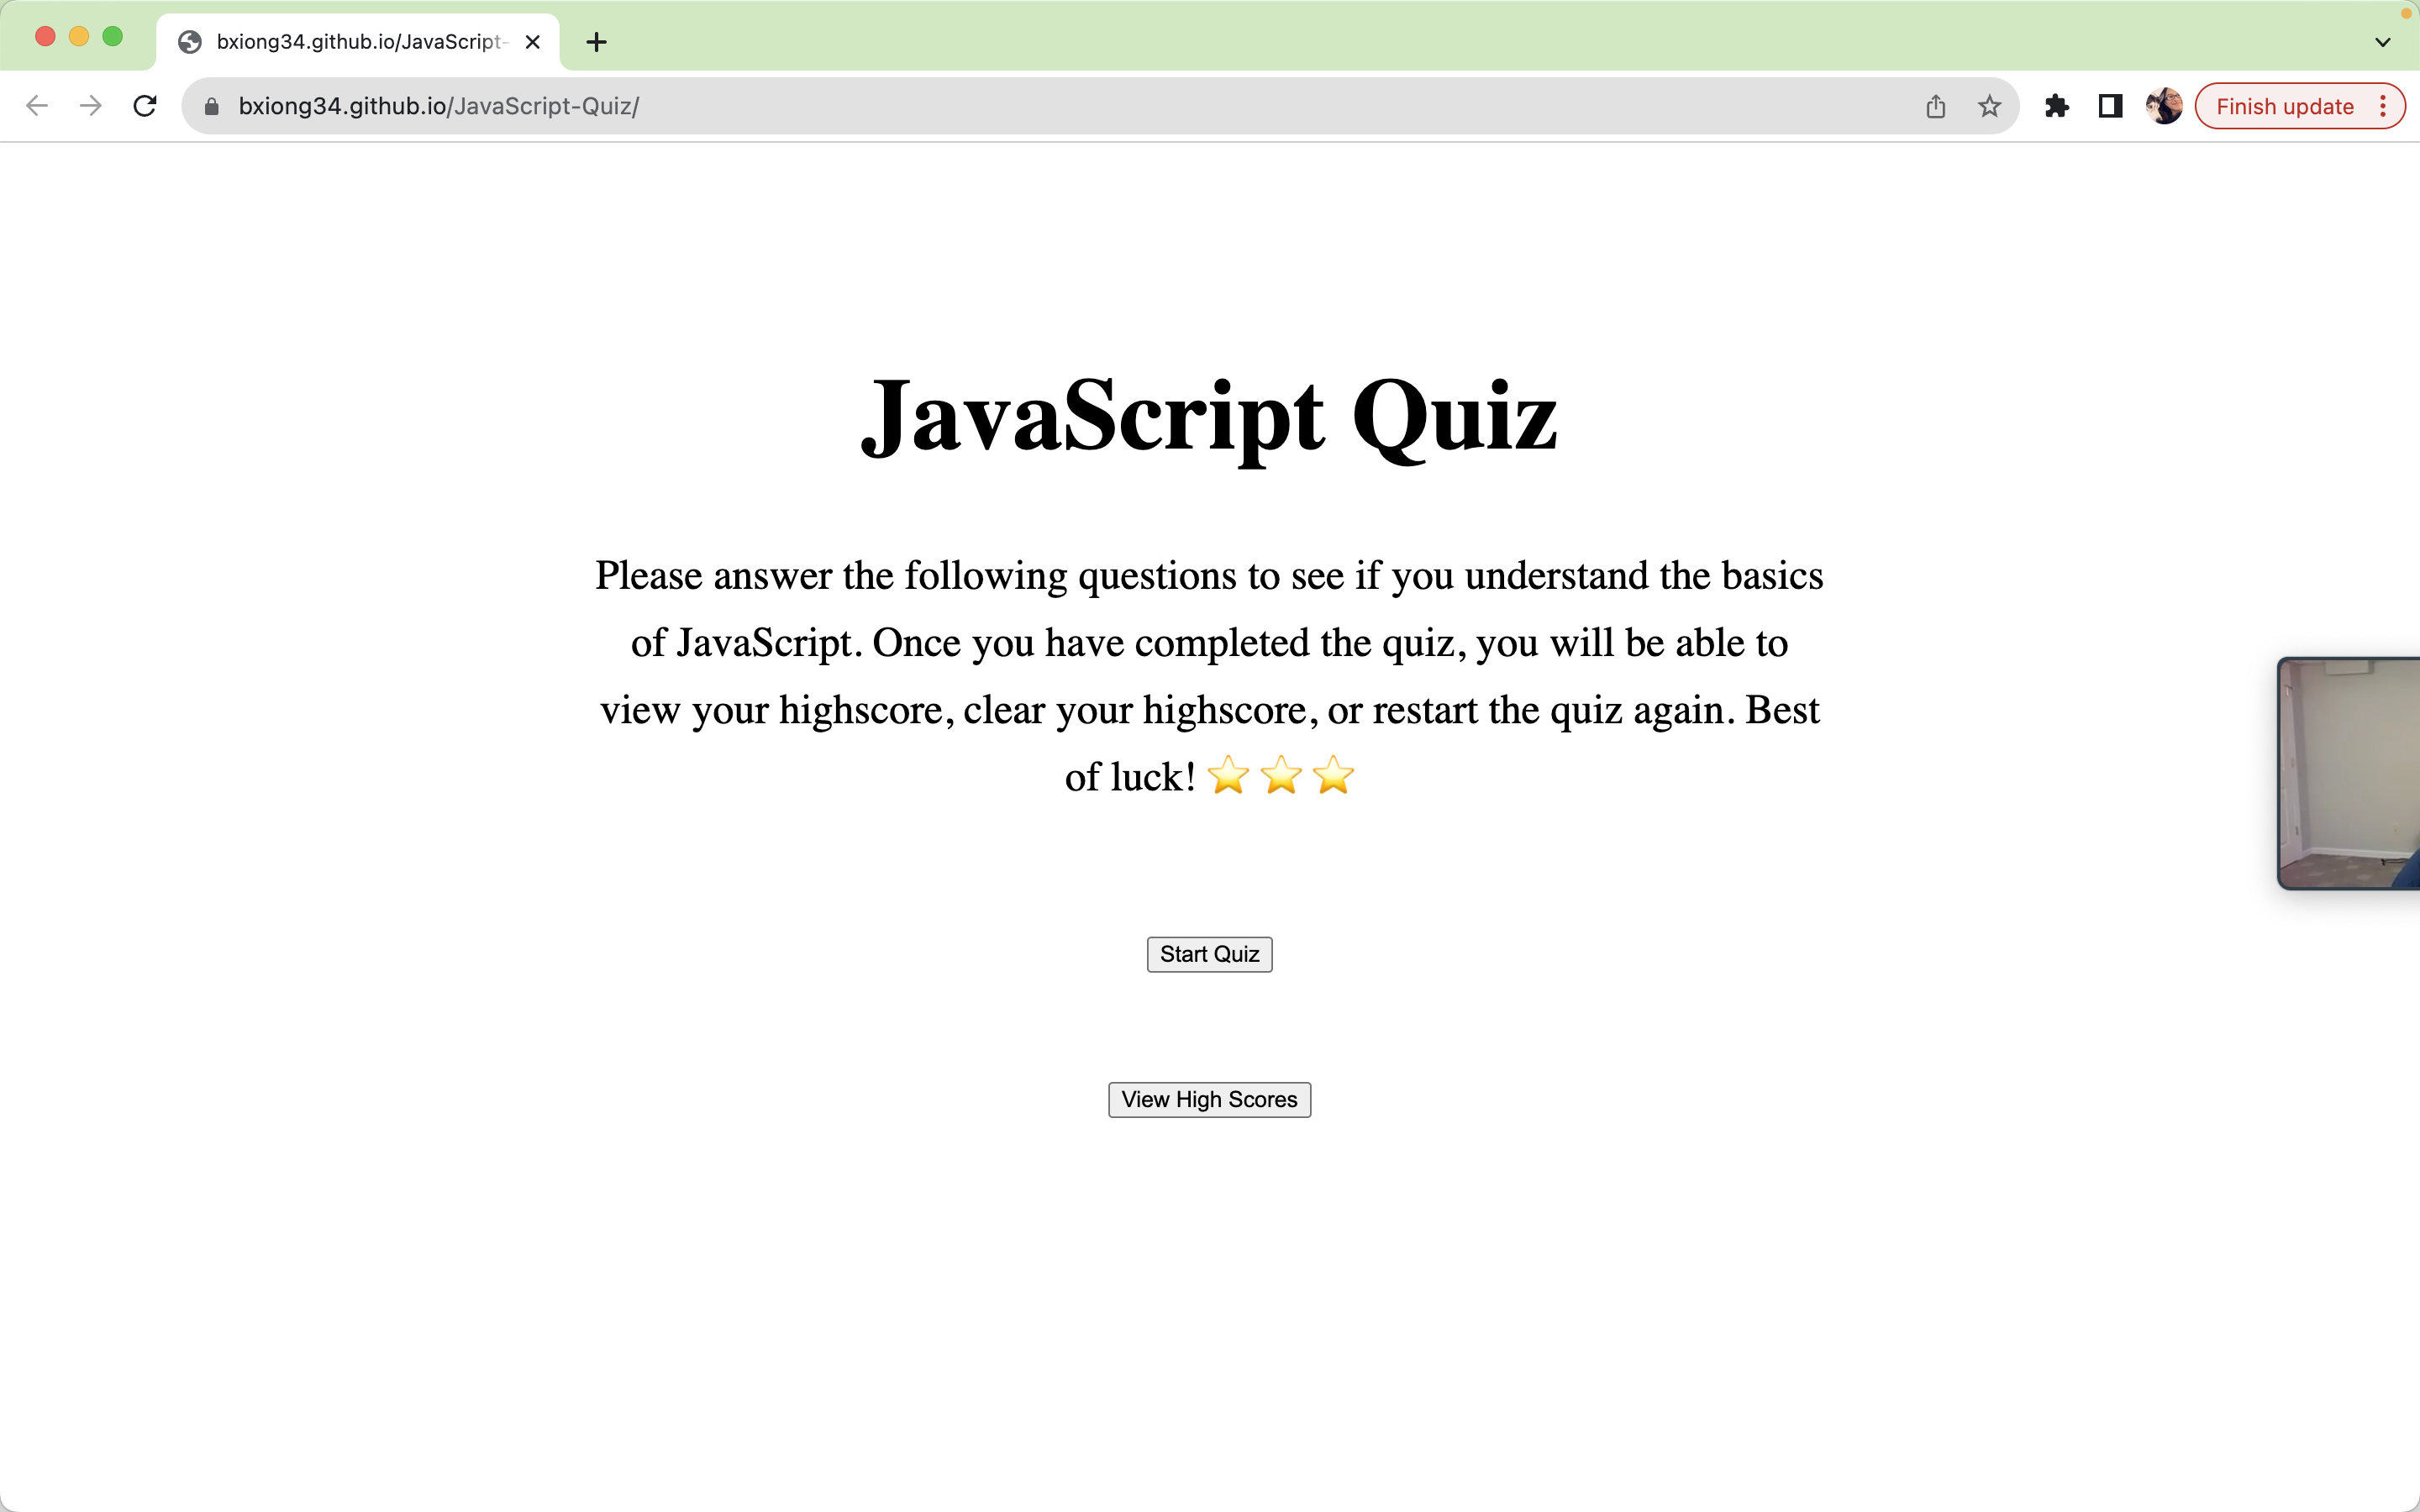 bxiong34.github.io/JavaScript-
bxiong34.github.io/JavaScript-Quiz/
Finish update
JavaScript Quiz
Please answer the following questions to see if you understand the basics
of JavaScript. Once you have completed the quiz, you will be able to
view your highscore, clear your highscore, or restart the quiz again. Best
of luck! ⭐⭐⭐
Start Quiz
View High Scores